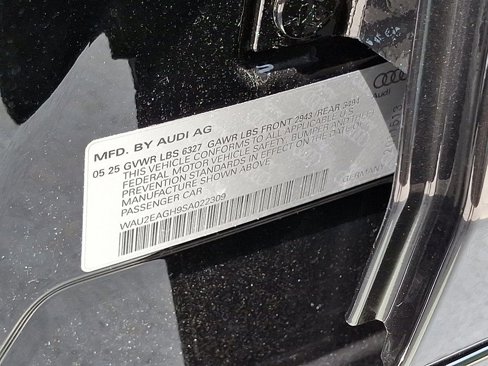 MFD. BY AUDI AG
05 25 GVWR LBS 6327 GAWR LBS FRONT 2943 /REAR 3494
THIS VEHICLE CONFORMS TO ALL APPLICABLE U.S.
FEDERAL MOTOR VEHICLE SAFETY, BUMPER AND THEFT
PREVENTION STANDARDS IN EFFECT ON THE DATE OF
MANUFACTURE SHOWN ABOVE
PASSENGER CAR
WAU2EAGH9SA022309
GERMANY
Audi